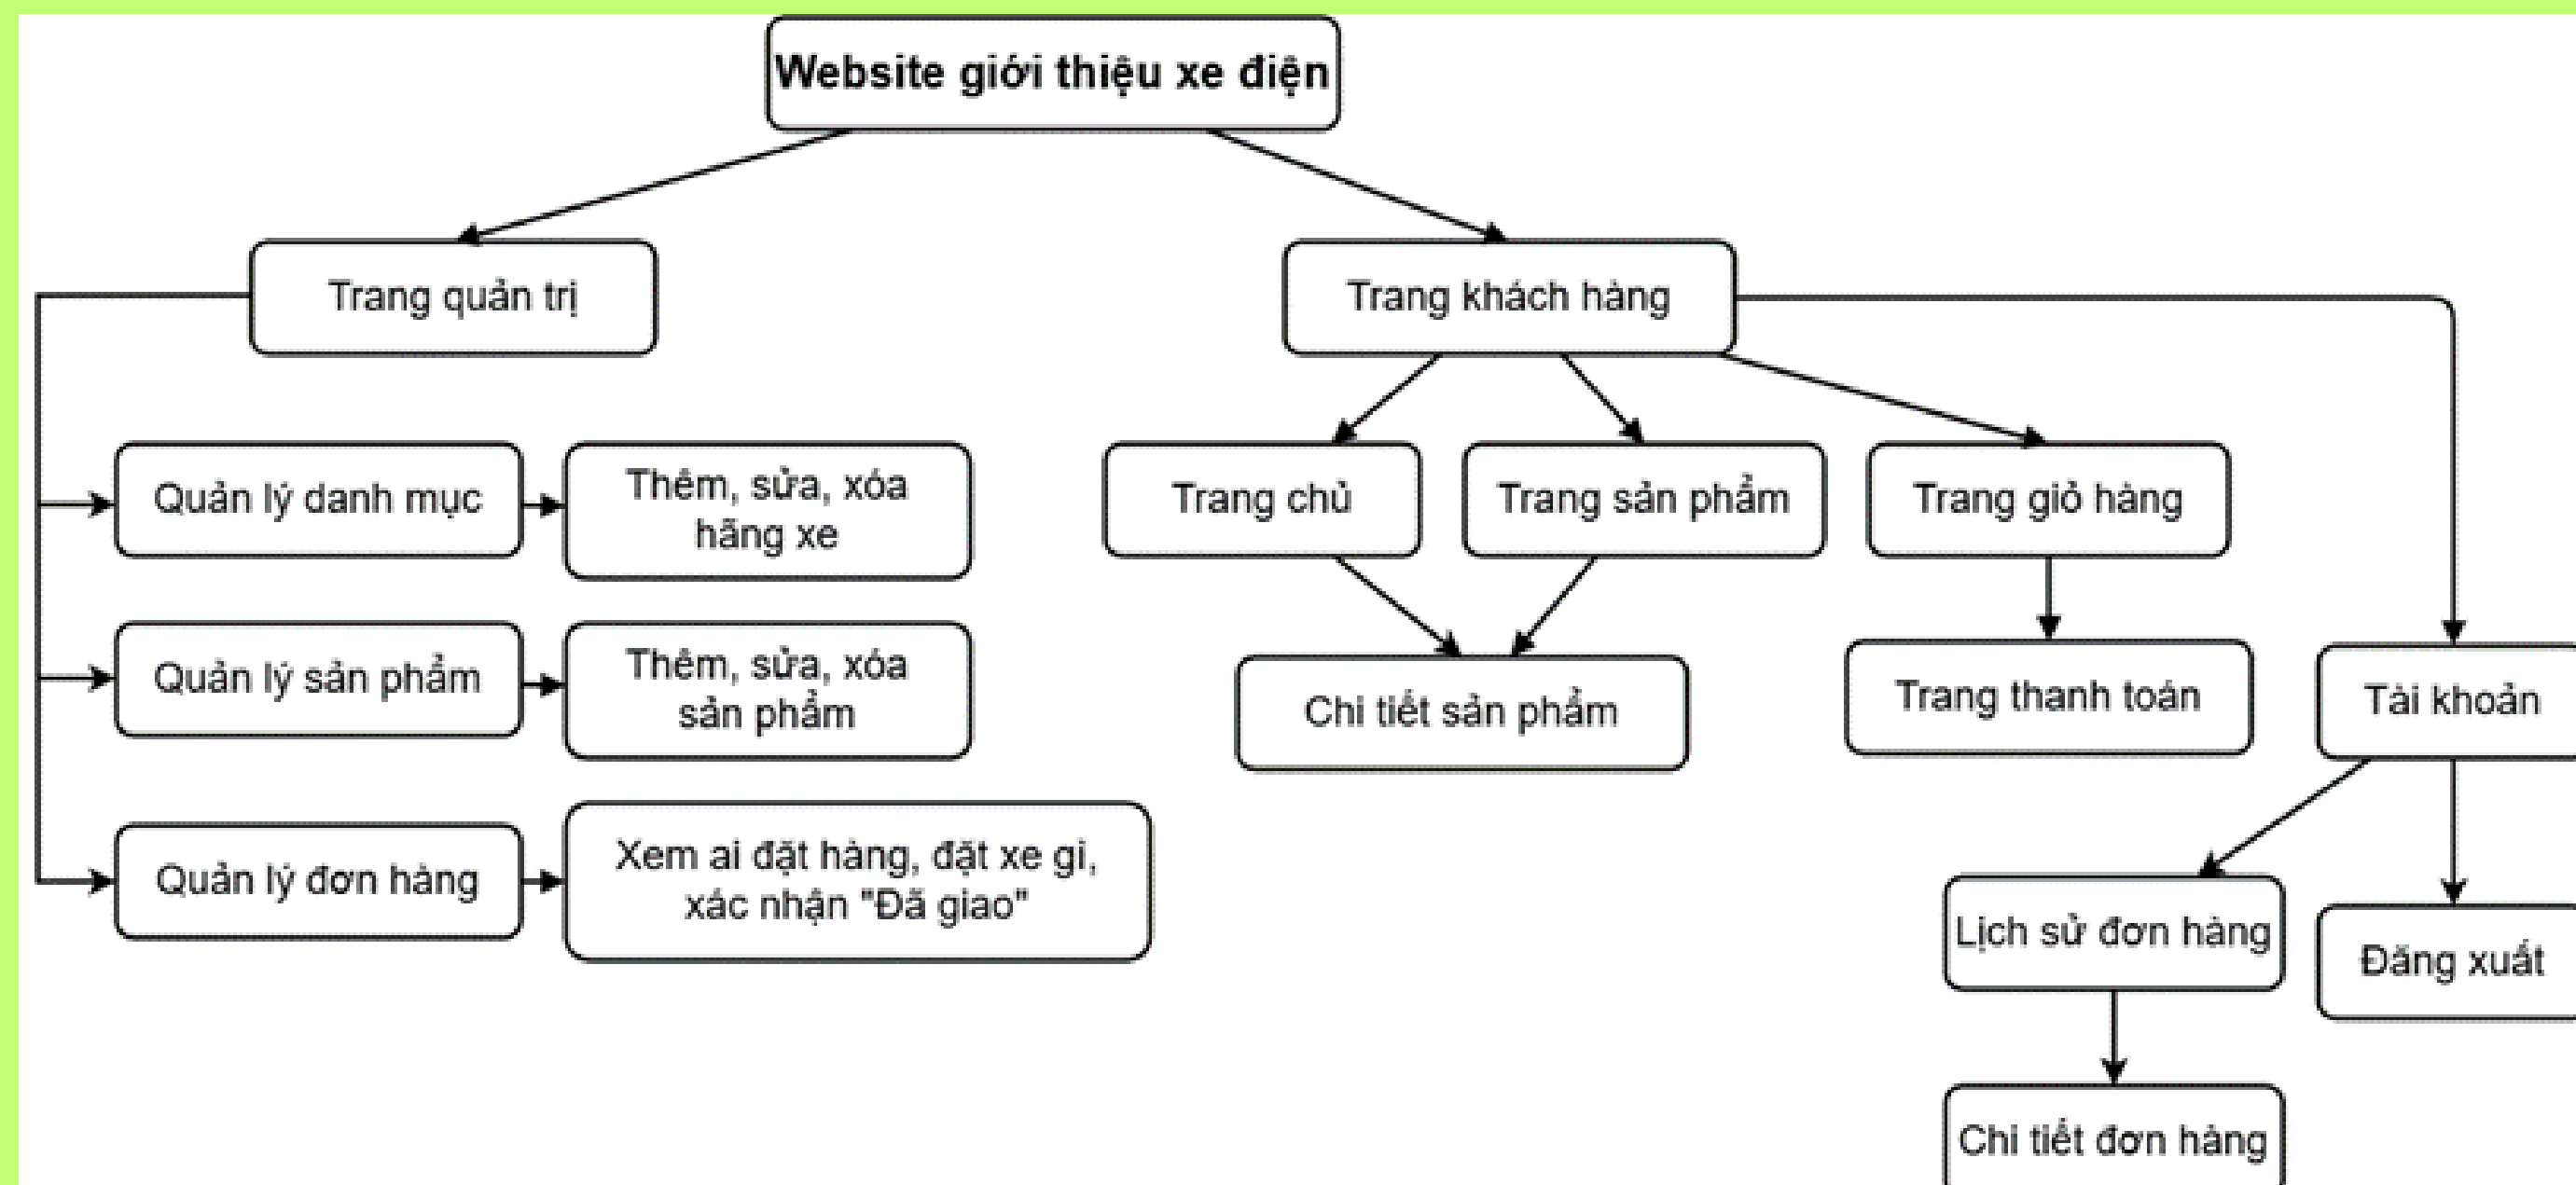 Website giới thiệu xe điện
Trang quản trị
Trang khách hàng
Quản lý danh mục
Thêm, sửa, xóa
hãng xe
Trang chủ
Trang sản phẩm
Trang giỏ hàng
Quản lý sản phẩm
Thêm, sửa, xóa
sản phẩm
Chi tiết sản phẩm
Trang thanh toán
Tài khoản
Quản lý đơn hàng
Xem ai đặt hàng, đặt xe gì,
xác nhận "Đã giao"
Lịch sử đơn hàng
Đăng xuất
Chi tiết đơn hàng